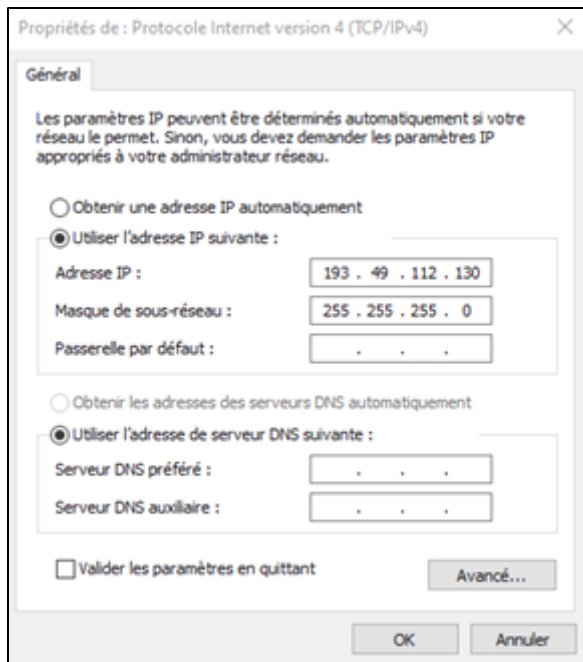 Propriétés de : Protocole Internet version 4 (TCP/IPv4)
Général
Les paramètres IP peuvent être déterminés automatiquement si votre
réseau le permet. Sinon, vous devez demander les paramètres IP
appropriés à votre administrateur réseau.
Obtenir une adresse IP automatiquement
Utiliser l'adresse IP suivante :
Adresse IP : 193 . 49 . 112 . 130
Masque de sous-réseau : 255 . 255 . 255 . 0
Passerelle par défaut : . . .
Obtenir les adresses des serveurs DNS automatiquement
Utiliser l'adresse de serveur DNS suivante :
Serveur DNS préféré : . . .
Serveur DNS auxiliaire : . . .
Valider les paramètres en quittant
Avancé...
OK Annuler